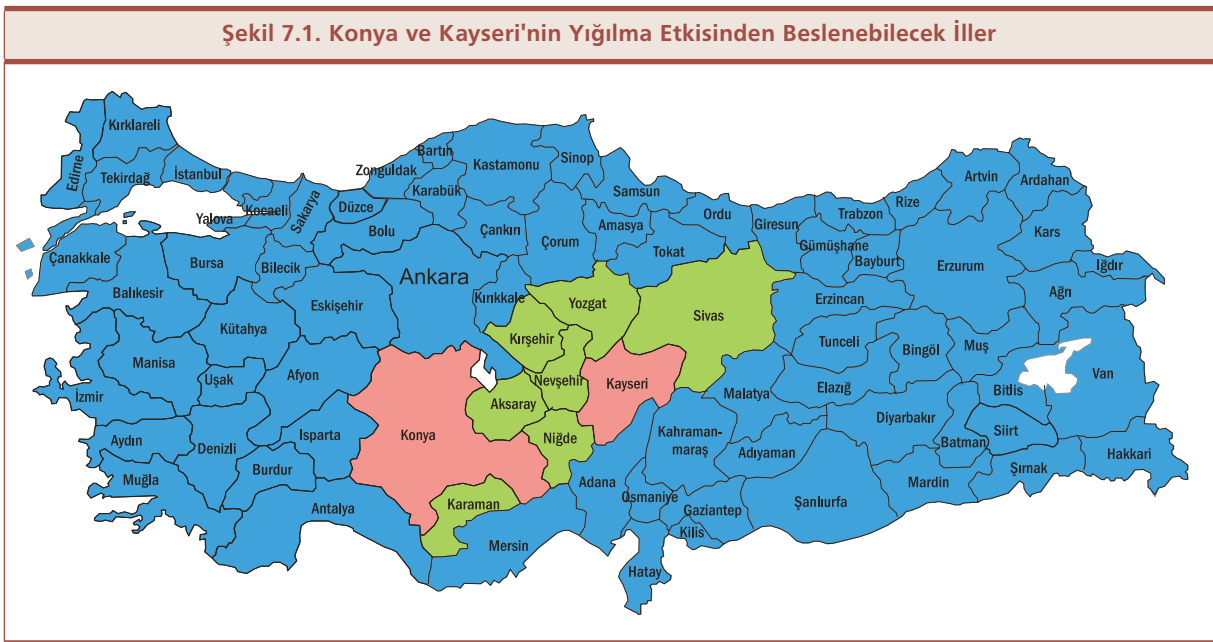 Şekil 7.1. Konya ve Kayseri'nin Yığılma Etkisinden Beslenebilecek İller
Kırklareli
Edirne
Tekirdağ
İstanbul
Yalova
Kocaeli
Sakarya
Düzce
Zonguldak
Bartın
Karabük
Kastamonu
Sinop
Samsun
Bolu
Çankırı
Çorum
Amasya
Tokat
Ordu
Giresun
Trabzon
Rize
Artvin
Ardahan
Gümüşhane
Bayburt
Kars
Iğdır
Erzurum
Ağrı
Çanakkale
Bursa
Bilecik
Balıkesir
Eskişehir
Kütahya
Ankara
Kırıkkale
Yozgat
Sivas
Erzincan
Tunceli
Bingöl
Muş
Van
Bitlis
Manisa
Uşak
Afyon
Kırşehir
Nevşehir
Kayseri
Malatya
Elazığ
Diyarbakır
Batman
Siirt
Hakkari
Şırnak
Mardin
İzmir
Aydın
Denizli
Isparta
Konya
Aksaray
Niğde
Kahraman-
maraş
Adıyaman
Şanlıurfa
Muğla
Burdur
Antalya
Karaman
Mersin
Adana
Osmaniye
Gaziantep
Kilis
Hatay